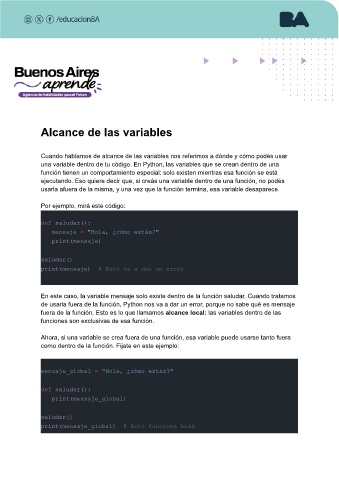 /educacionBA
BA
Buenos Aires
aprende
Agencia de Habilidades para el Futuro
Alcance de las variables
Cuando hablamos de alcance de las variables nos referimos a dónde y cómo podés usar
una variable dentro de tu código. En Python, las variables que se crean dentro de una
función tienen un comportamiento especial: solo existen mientras esa función se está
ejecutando. Eso quiere decir que, si creás una variable dentro de una función, no podés
usarla afuera de la misma, y una vez que la función termina, esa variable desaparece.
Por ejemplo, mirá este código:
def saludar():
mensaje = "Hola, ¿cómo estás?"
print(mensaje)
saludar()
print(mensaje) # Esto va a dar un error
En este caso, la variable mensaje solo existe dentro de la función saludar. Cuando tratamos
de usarla fuera de la función, Python nos va a dar un error, porque no sabe qué es mensaje
fuera de la función. Esto es lo que llamamos alcance local: las variables dentro de las
funciones son exclusivas de esa función.
Ahora, si una variable se crea fuera de una función, esa variable puede usarse tanto fuera
como dentro de la función. Fijate en este ejemplo:
mensaje_global = "Hola, ¿cómo estás?"
def saludar():
print(mensaje_global)
saludar()
print(mensaje_global) # Esto funciona bien